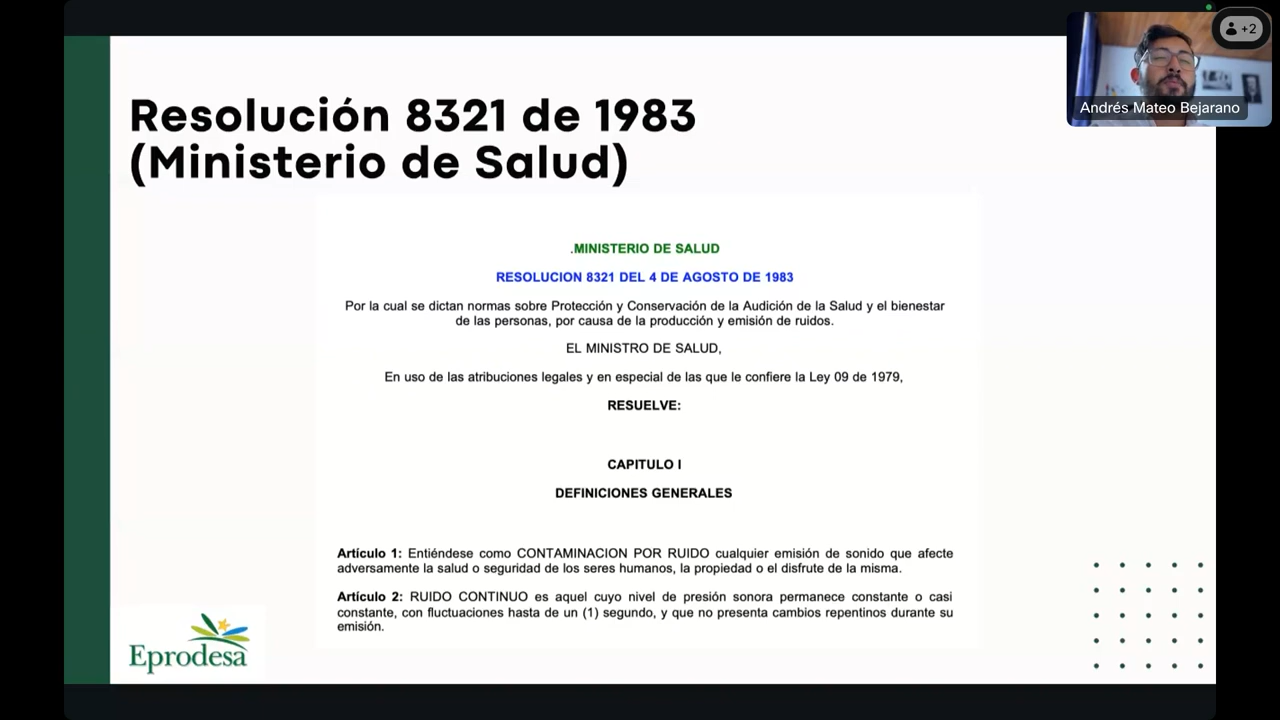 Resolución 8321 de 1983
(Ministerio de Salud)
+2
Andrés Mateo Bejarano
.MINISTERIO DE SALUD
RESOLUCION 8321 DEL 4 DE AGOSTO DE 1983
Por la cual se dictan normas sobre Protección y Conservación de la Audición de la Salud y el bienestar
de las personas, por causa de la producción y emisión de ruidos.
EL MINISTRO DE SALUD,
En uso de las atribuciones legales y en especial de las que le confiere la Ley 09 de 1979,
RESUELVE:
CAPITULO I
DEFINICIONES GENERALES
Artículo 1: Entiéndese como CONTAMINACION POR RUIDO cualquier emisión de sonido que afecte
adversamente la salud o seguridad de los seres humanos, la propiedad o el disfrute de la misma.
Artículo 2: RUIDO CONTINUO es aquel cuyo nivel de presión sonora permanece constante o casi
constante, con fluctuaciones hasta de un (1) segundo, y que no presenta cambios repentinos durante su
emisión.
Eprodesa